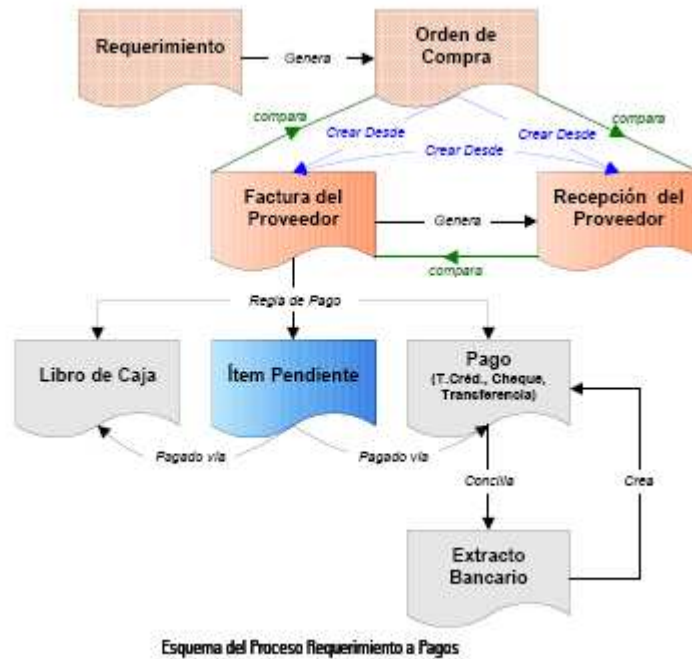 Requerimiento
Genera
Orden de
Compra
compara
Crear Desde
Crear Desde
compara
Crear Desde
Factura del
Proveedor
Genera
Recepción del
Proveedor
compara
Regla de Pago
Libro de Caja
Ítem Pendiente
Pago
(T.Créd., Cheque,
Transferencia)
Pagado vía
Pagado vía
Concilia
Crea
Extracto
Bancario
Esquema del Proceso Requerimiento a Pagos